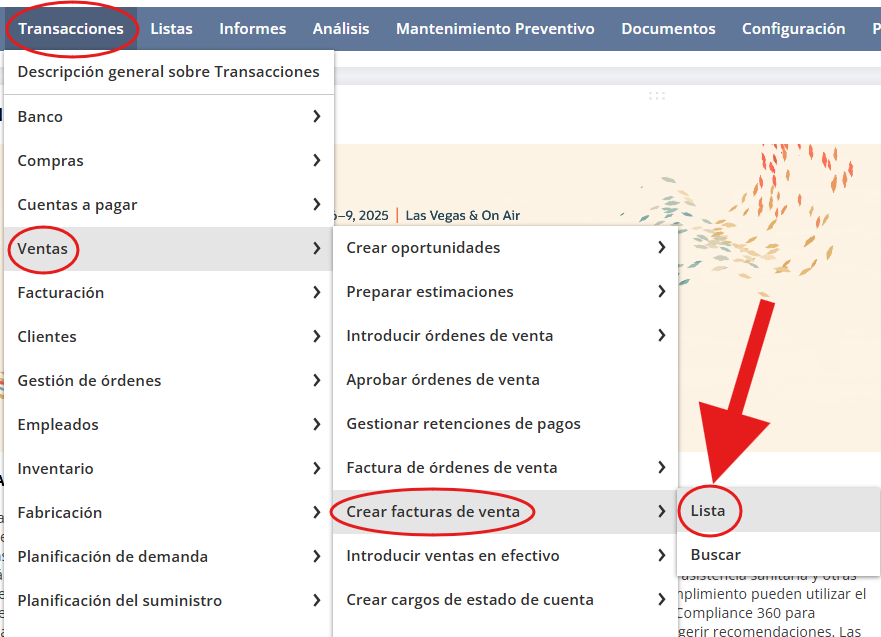 Transacciones Listas Informes Análisis Mantenimiento Preventivo Documentos Configuración P
Descripción general sobre Transacciones
Banco
Compras
Cuentas a pagar
–9, 2025 | Las Vegas & On Air
Ventas
Facturación
Clientes
Gestión de órdenes
Empleados
Inventario
Fabricación
Planificación de demanda
Planificación del suministro
Crear oportunidades
Preparar estimaciones
Introducir órdenes de venta
Aprobar órdenes de venta
Gestionar retenciones de pagos
Factura de órdenes de venta
Crear facturas de venta
Introducir ventas en efectivo
Crear cargos de estado de cuenta
Lista
Buscar
asistencia sanitaria y otras
mplimiento pueden utilizar el
Compliance 360 para
gerir recomendaciones. Las